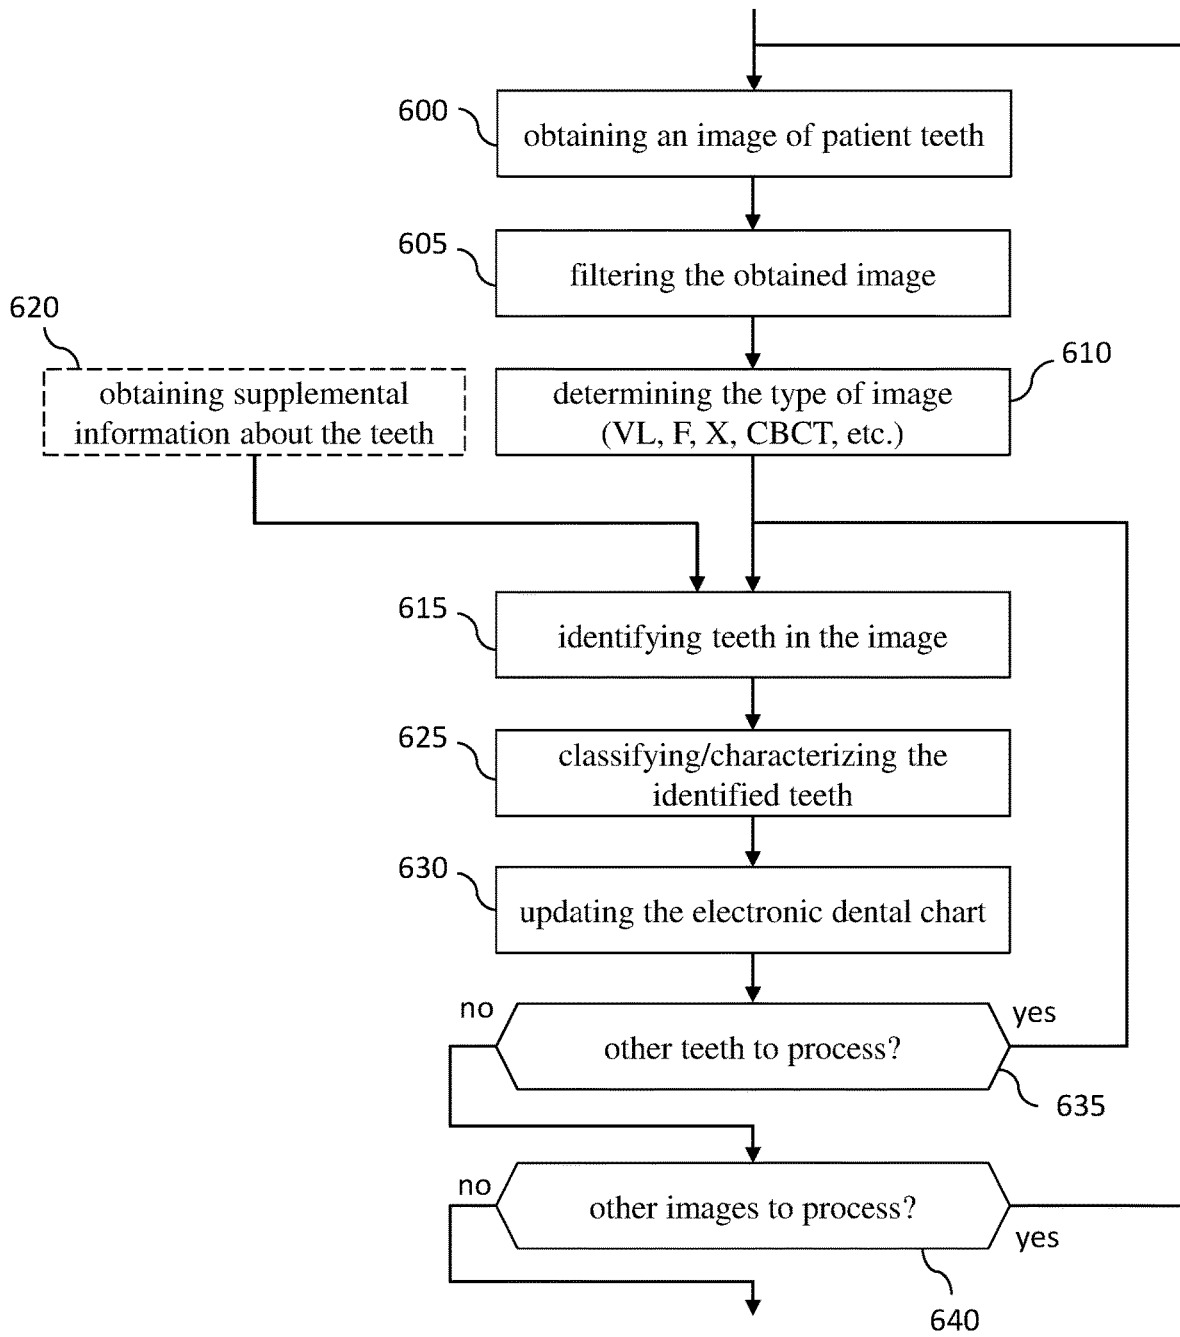 600
obtaining an image of patient teeth
605
filtering the obtained image
620
obtaining supplemental
information about the teeth
610
determining the type of image
(VL, F, X, CBCT, etc.)
615
identifying teeth in the image
625
classifying/characterizing the
identified teeth
630
updating the electronic dental chart
no
yes
other teeth to process?
635
no
other images to process?
yes
640